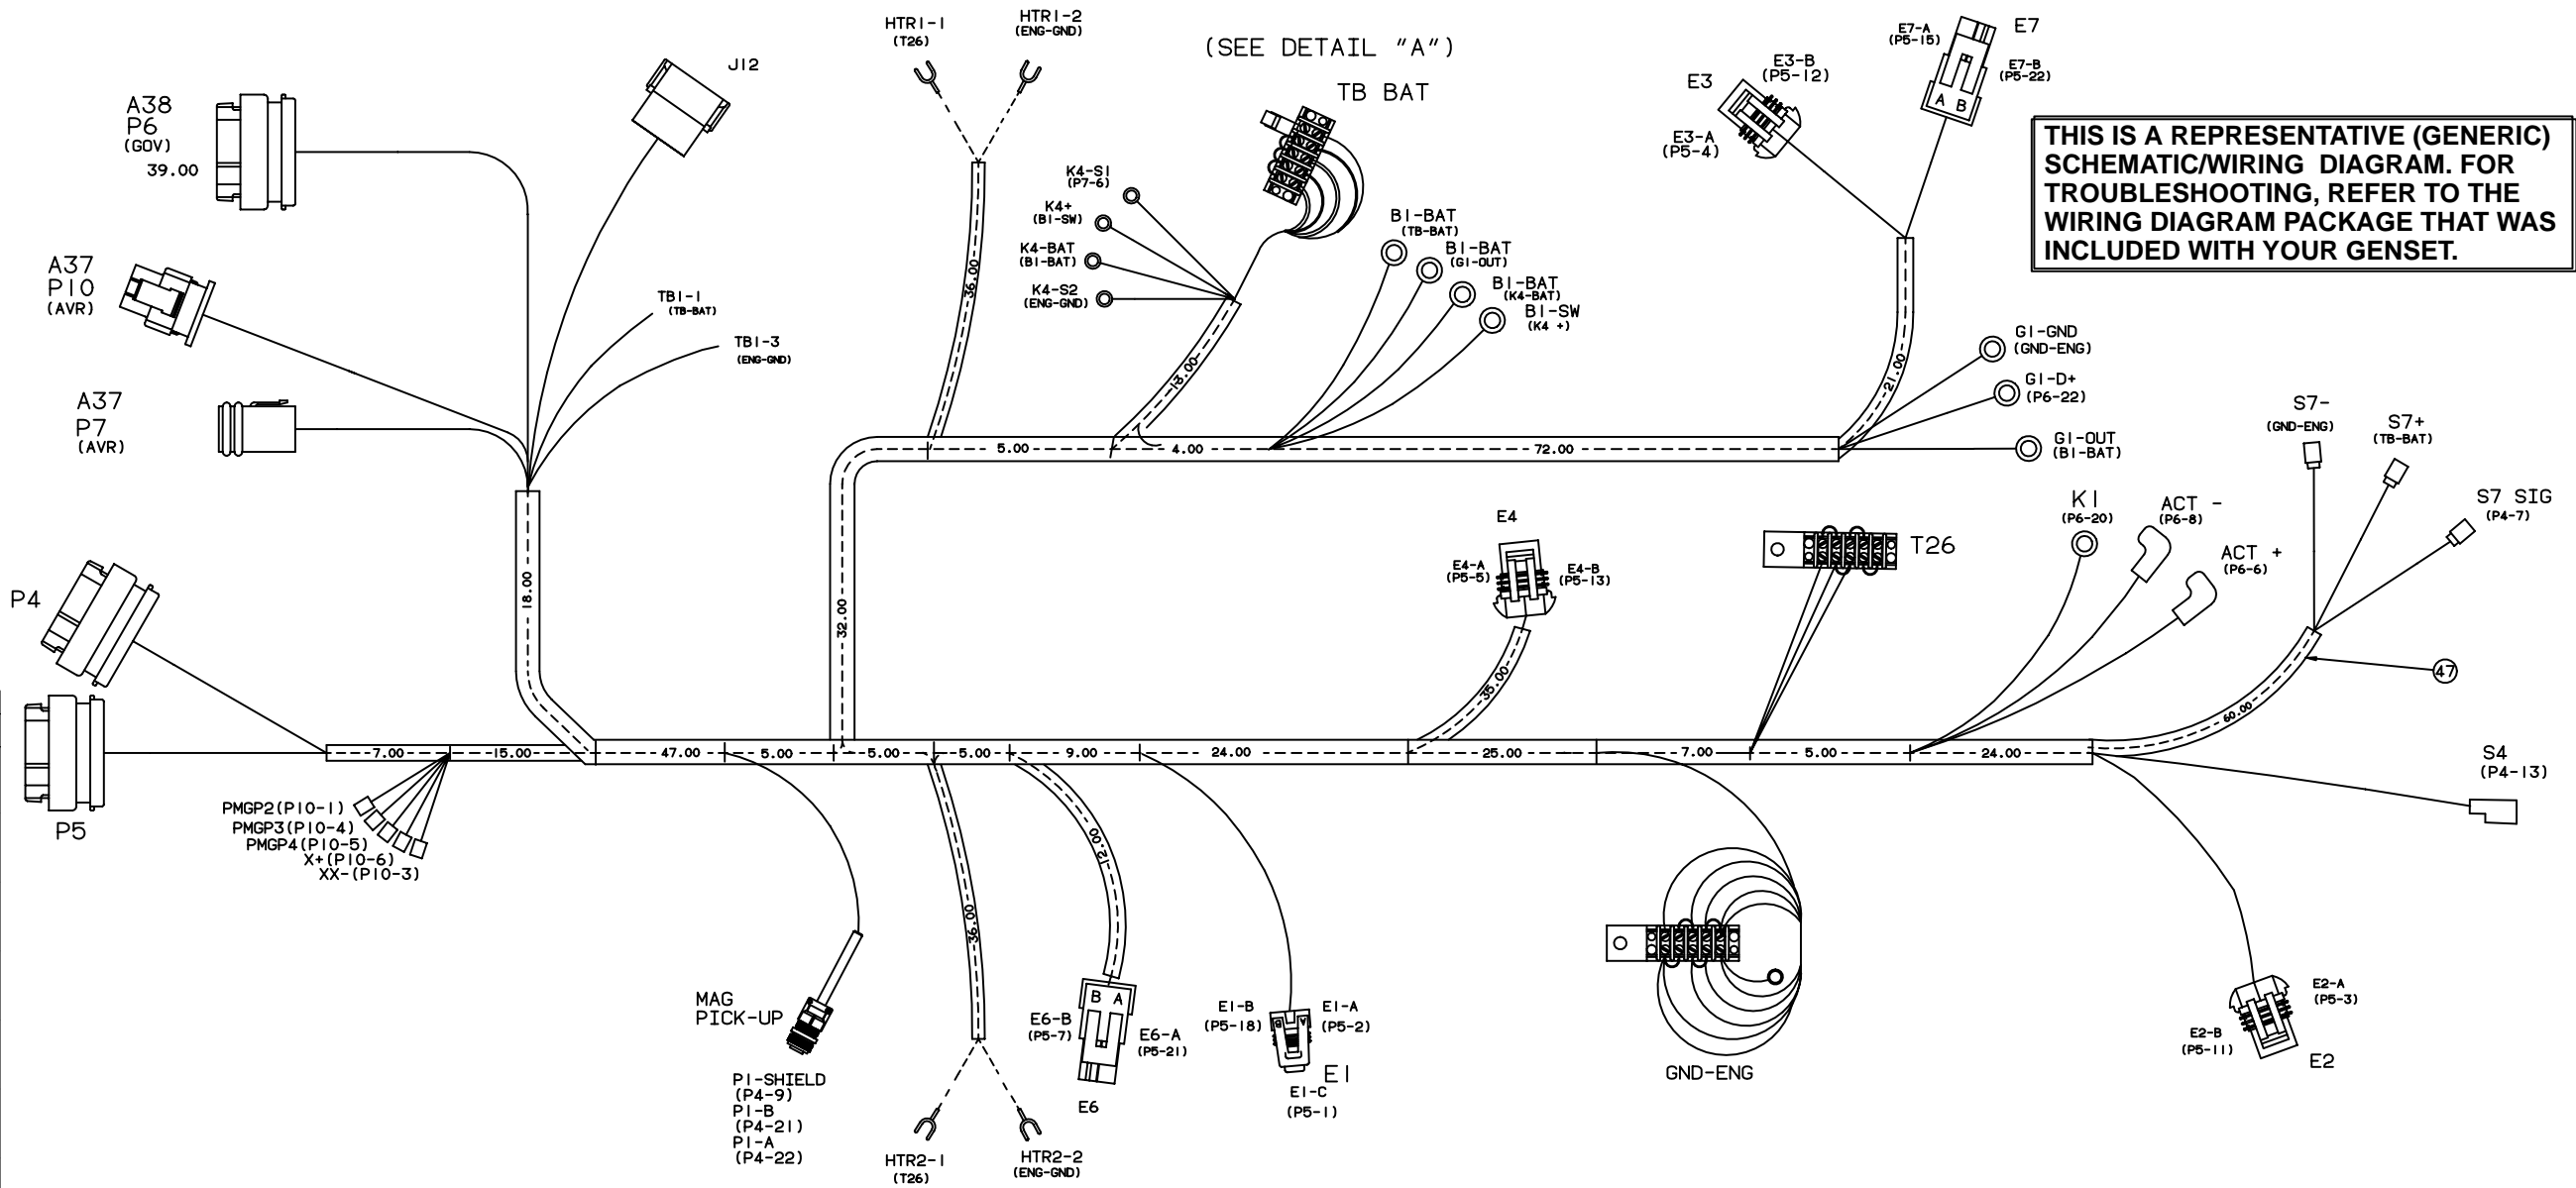 HTR1-1
(T26)
HTR1-2
(ENG-GND)
(SEE DETAIL "A")
TB BAT
J12
A38
P6
(GOV)
39.00
A37
P10
(AVR)
A37
P7
(AVR)
TB1-1
(TB-BAT)
TB1-3
(ENG-GND)
36.00
K4-S1
(P7-6)
K4+
(B1-SW)
K4-BAT
(B1-BAT)
K4-S2
(ENG-GND)
13.00
B1-BAT
(TB-BAT)
B1-BAT
(G1-OUT)
B1-BAT
(K4-BAT)
B1-SW
(K4 +)
E3
E3-B
(P5-12)
E3-A
(P5-4)
E7-A
(P5-15)
E7
E7-B
(P5-22)
A B
THIS IS A REPRESENTATIVE (GENERIC)
SCHEMATIC/WIRING DIAGRAM. FOR
TROUBLESHOOTING, REFER TO THE
WIRING DIAGRAM PACKAGE THAT WAS
INCLUDED WITH YOUR GENSET.
21.00
G1-GND
(GND-ENG)
G1-D+
(P6-22)
G1-OUT
(B1-BAT)
5.00
4.00
72.00
S7-
(GND-ENG)
S7+
(TB-BAT)
S7 SIG
(P4-7)
K1
(P6-20)
ACT -
(P6-8)
ACT +
(P6-6)
T26
E4
E4-A
(P5-5)
E4-B
(P5-13)
35.00
18.00
32.00
P4
P5
47
60.00
S4
(P4-13)
7.00
15.00
47.00
5.00
5.00
5.00
9.00
24.00
25.00
7.00
5.00
24.00
PMGP2(P10-1)
PMGP3(P10-4)
PMGP4(P10-5)
X+(P10-6)
XX-(P10-3)
12.00
36.00
MAG
PICK-UP
P1-SHIELD
(P4-9)
P1-B
(P4-21)
P1-A
(P4-22)
HTR2-1
(T26)
HTR2-2
(ENG-GND)
B A
E6-B
(P5-7)
E6-A
(P5-21)
E6
E1-B
(P5-18)
E1-A
(P5-2)
B A
E1
E1-C
(P5-1)
GND-ENG
E2-A
(P5-3)
E2-B
(P5-11)
E2